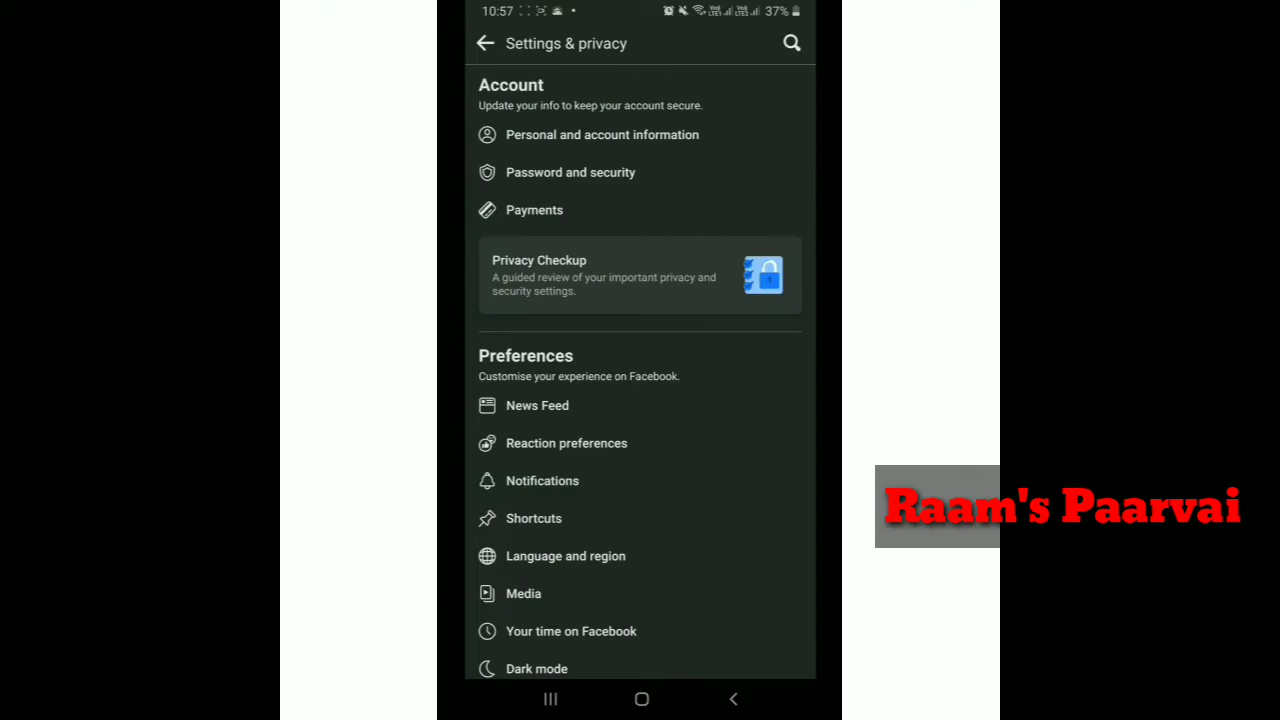 10:57
37%
Settings & privacy
Account
Update your info to keep your account secure.
Personal and account information
Password and security
Payments
Privacy Checkup
A guided review of your important privacy and
security settings.
Preferences
Customise your experience on Facebook.
News Feed
Reaction preferences
Notifications
Shortcuts
Language and region
Media
Your time on Facebook
Dark mode
Raam's Paarvai